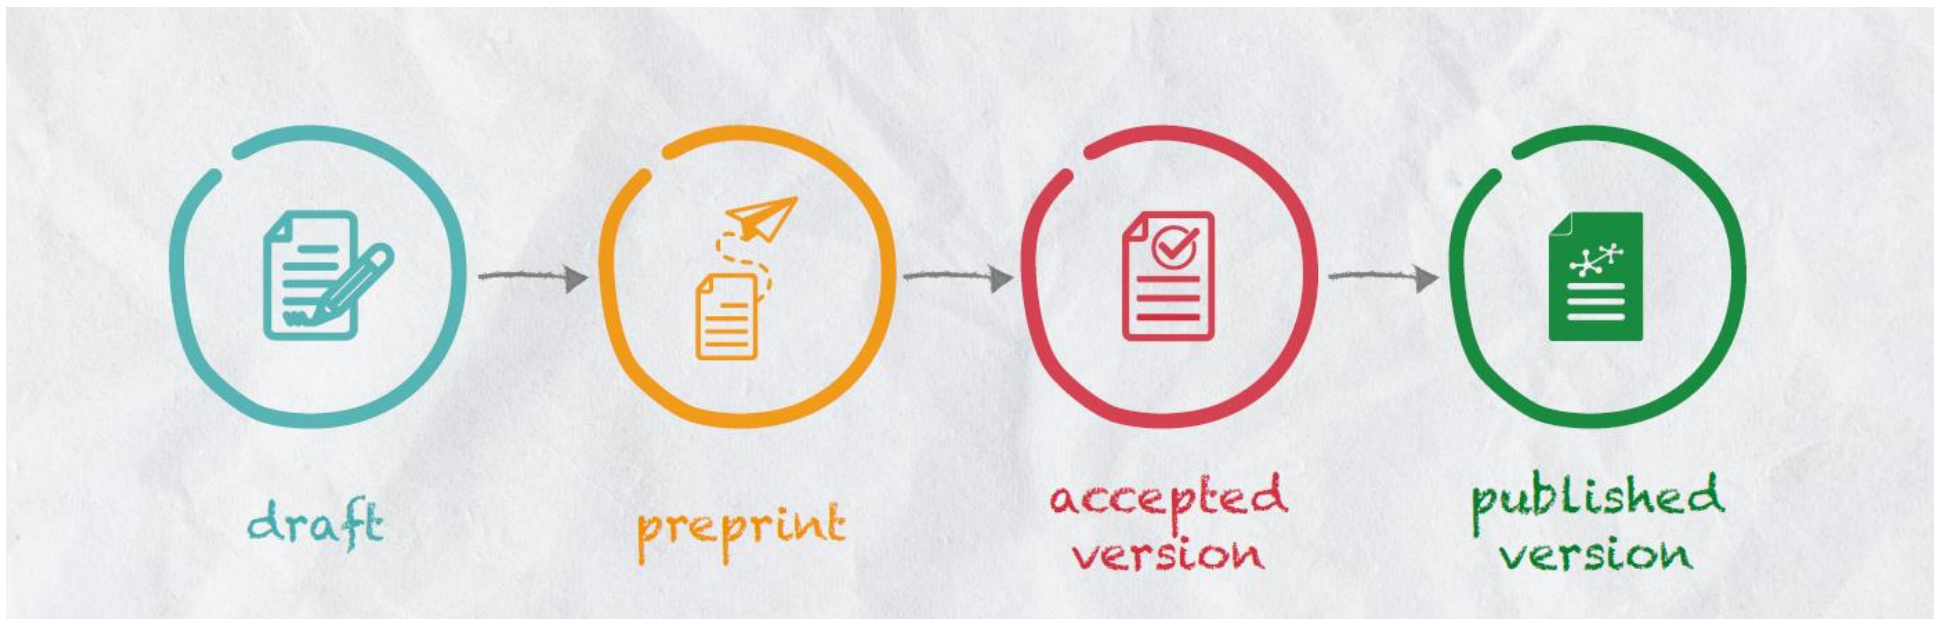 draft
preprint
accepted
version
published
version